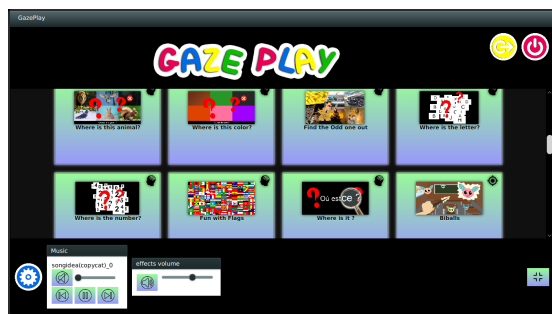 GazePlay
GAZE PLAY
Where is this animal?
Where is this color?
Find the Odd one out
Where is the letter?
Où est ce ?
Where is the number?
Fun with Flags
Where is it ?
Biballs
Music
songidea(copycat)_0
effects volume